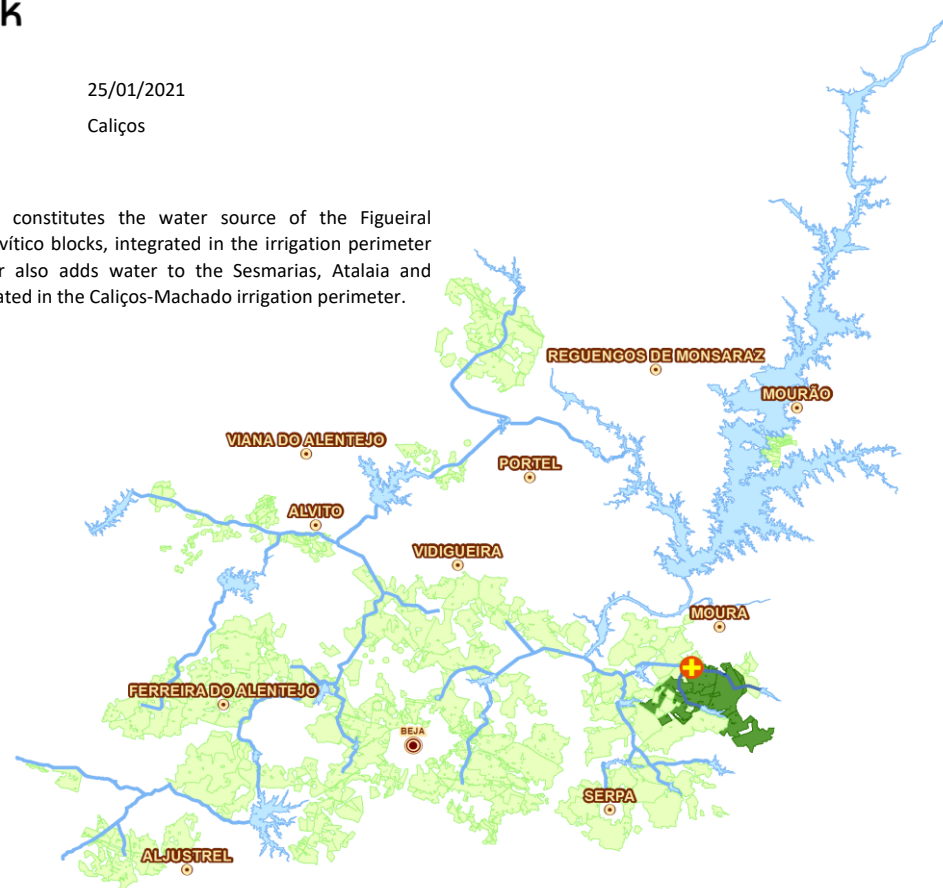 k
25/01/2021
Caliços
constitutes the water source of the Figueiral
vítico blocks, integrated in the irrigation perimeter
r also adds water to the Sesmarias, Atalaia and
ated in the Caliços-Machado irrigation perimeter.
REGUENGOS DE MONSARAZ
MOURÃO
VIANA DO ALENTEJO
PORTEL
ALVITO
VIDIGUEIRA
MOURA
FERREIRA DO ALENTEJO
BEJA
SERPA
ALJUSTREL